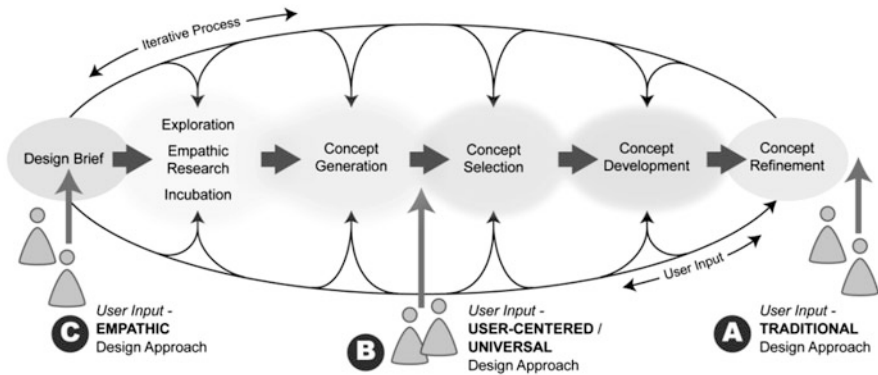 Iterative Process
Design Brief
Exploration
Empathic
Research
Incubation
Concept
Generation
Concept
Selection
Concept
Development
Concept
Refinement
User Input
C
User Input -
EMPATHIC
Design Approach
B
User Input -
USER-CENTERED /
UNIVERSAL
Design Approach
A
User Input -
TRADITIONAL
Design Approach